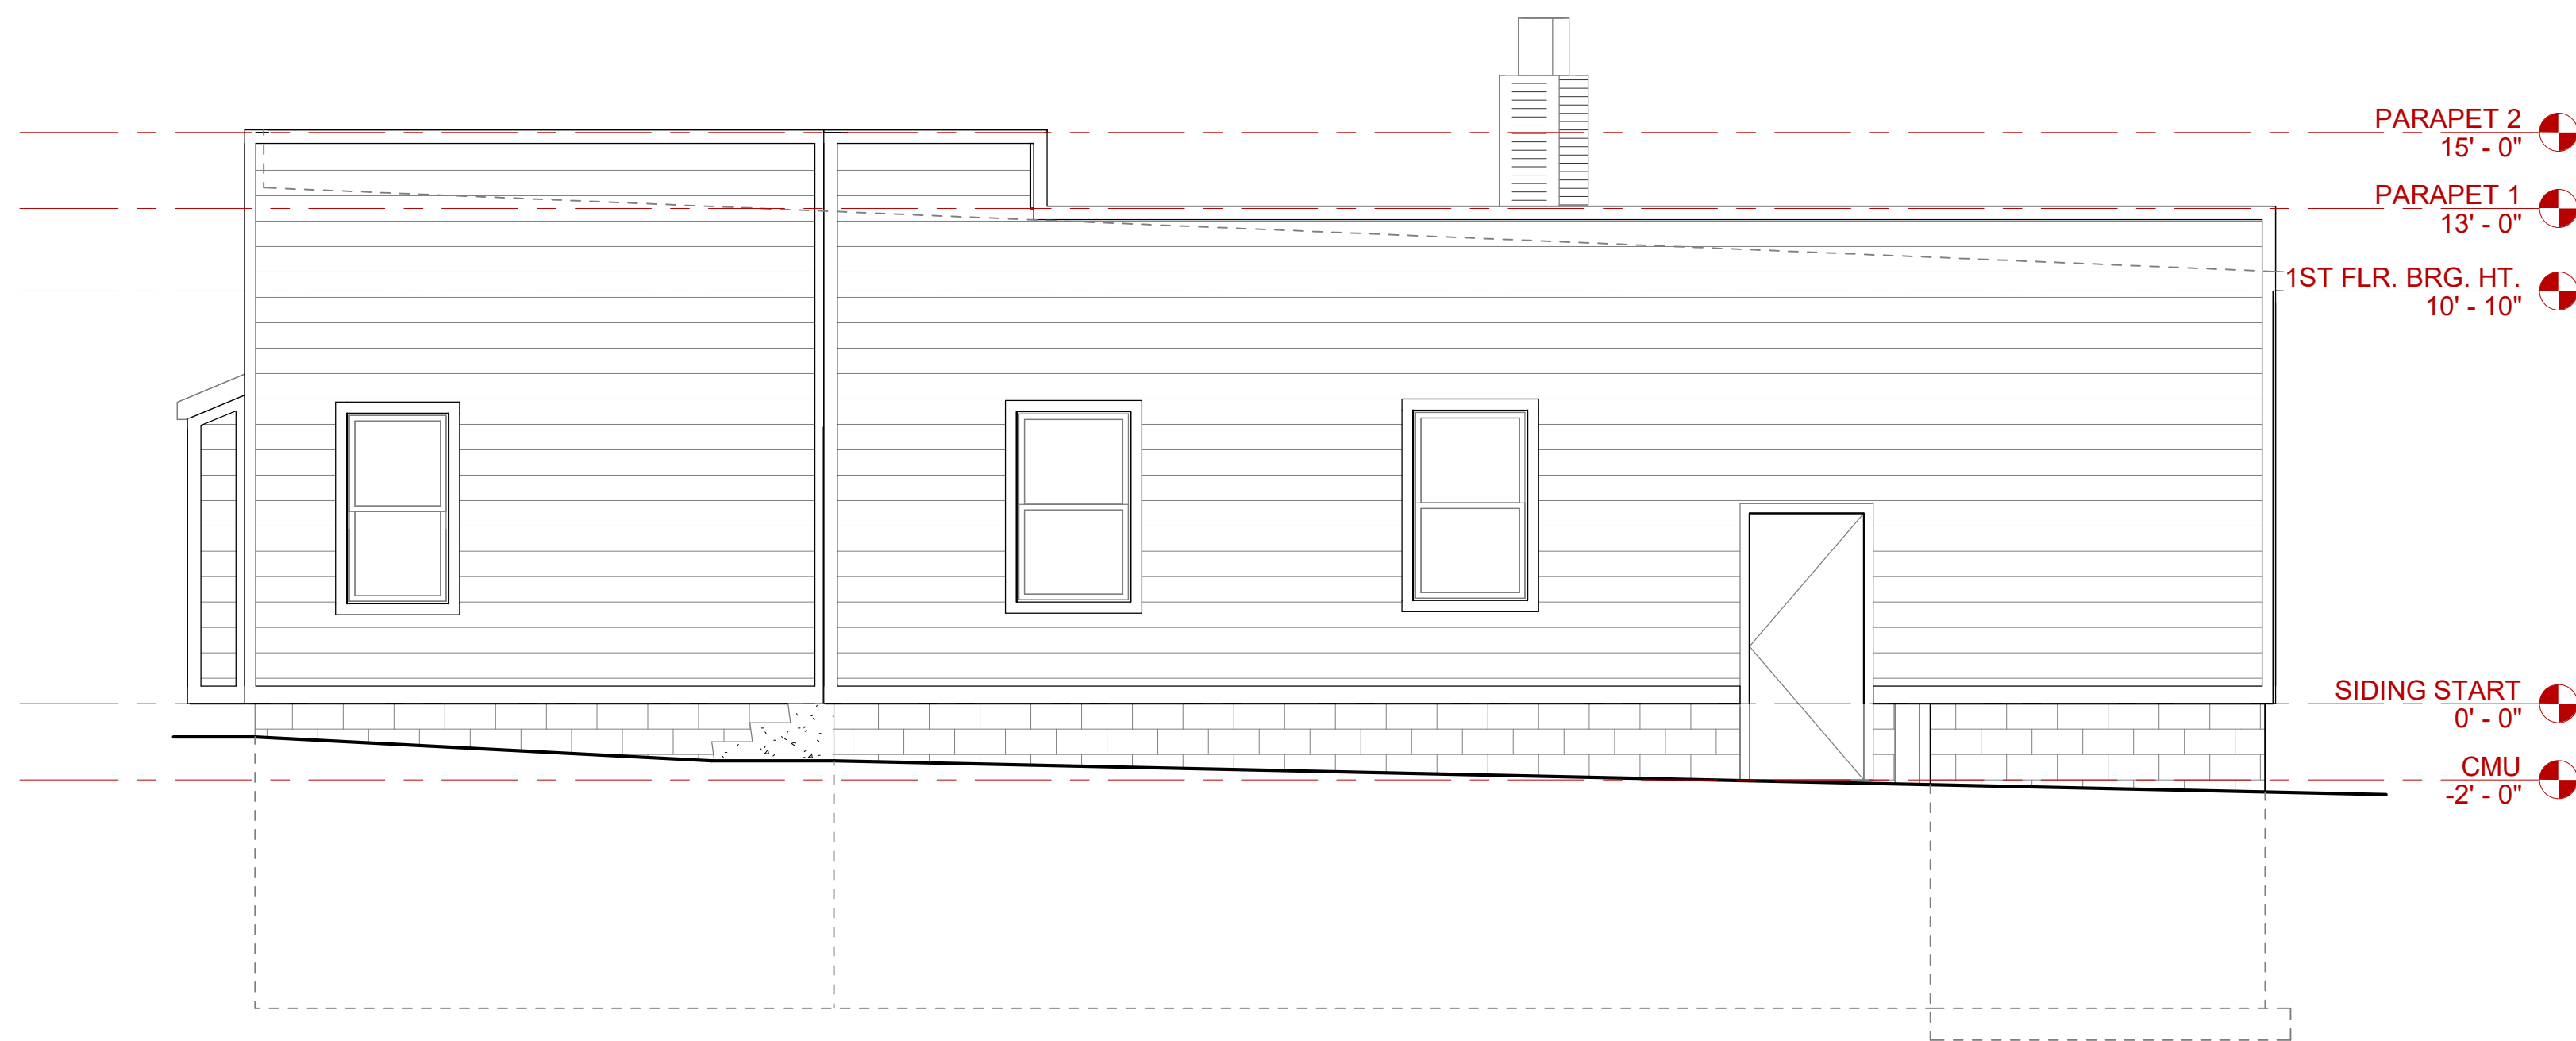 PARAPET 2
15' - 0"
PARAPET 1
13' - 0"
1ST FLR. BRG. HT.
10' - 10"
SIDING START
0' - 0"
CMU
-2' - 0"